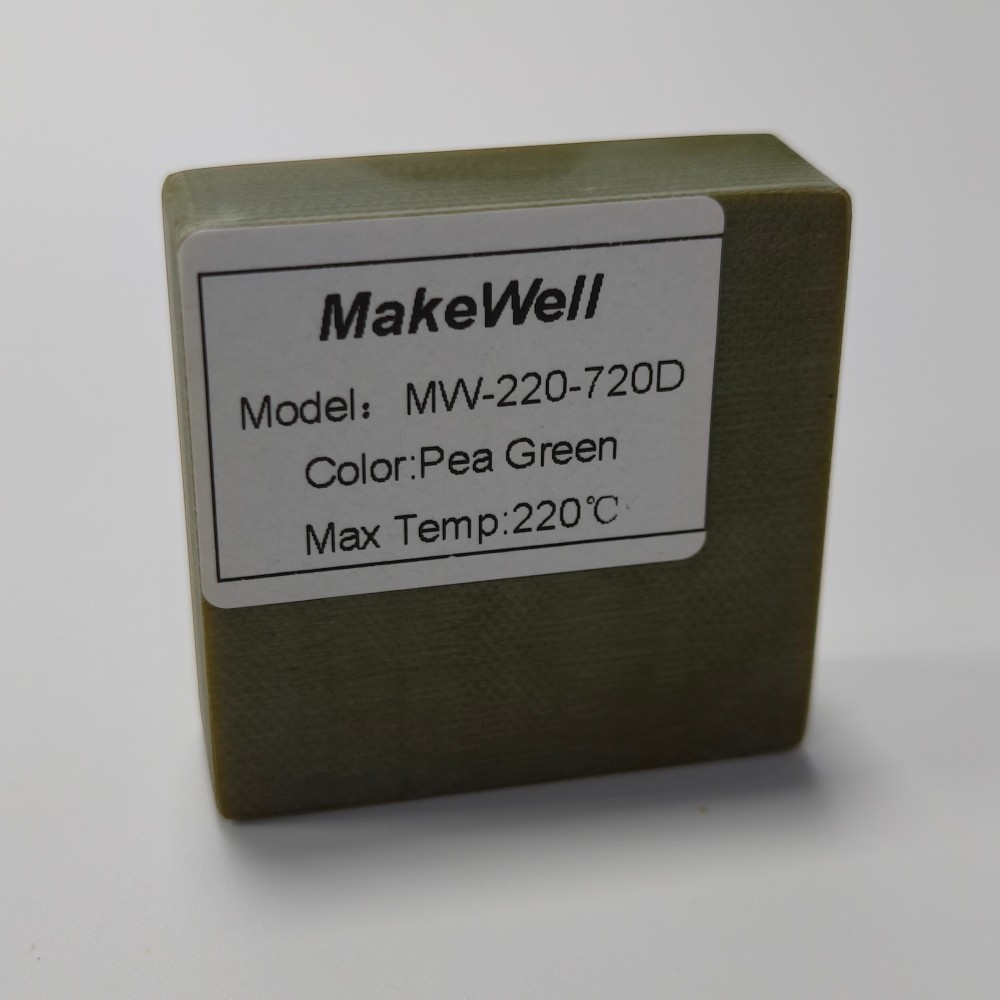 MakeWell
Model： MW-220-720D
Color:Pea Green
Max Temp:220℃